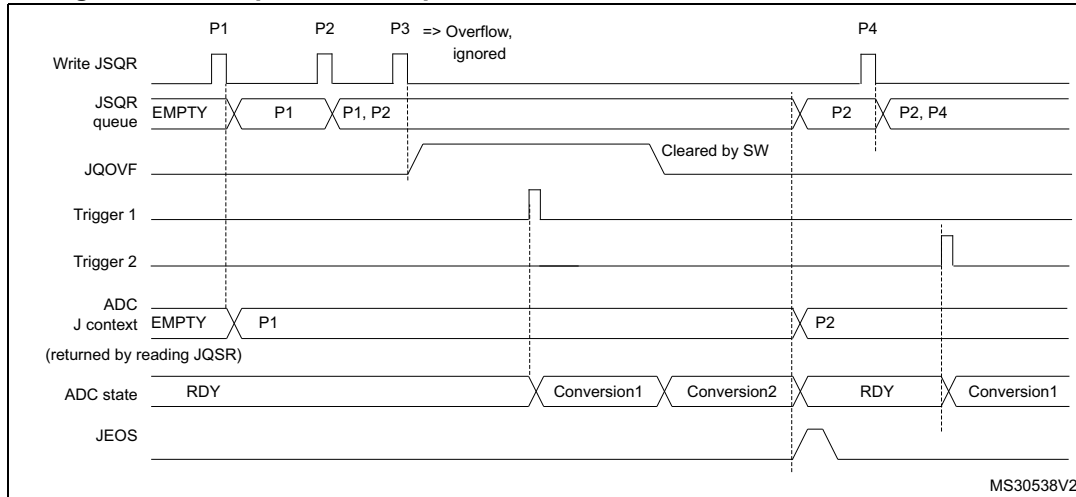 P1 P2 P3 => Overflow, P4
ignored
Write JSQR
JSQR
queue
EMPTY P1 P1, P2 P2 P2, P4
JQOVF
Cleared by SW
Trigger 1
Trigger 2
ADC
J context
EMPTY P1 P2
(returned by reading JQSR)
ADC state
RDY Conversion1 Conversion2 RDY Conversion1
JEOS
MS30538V2